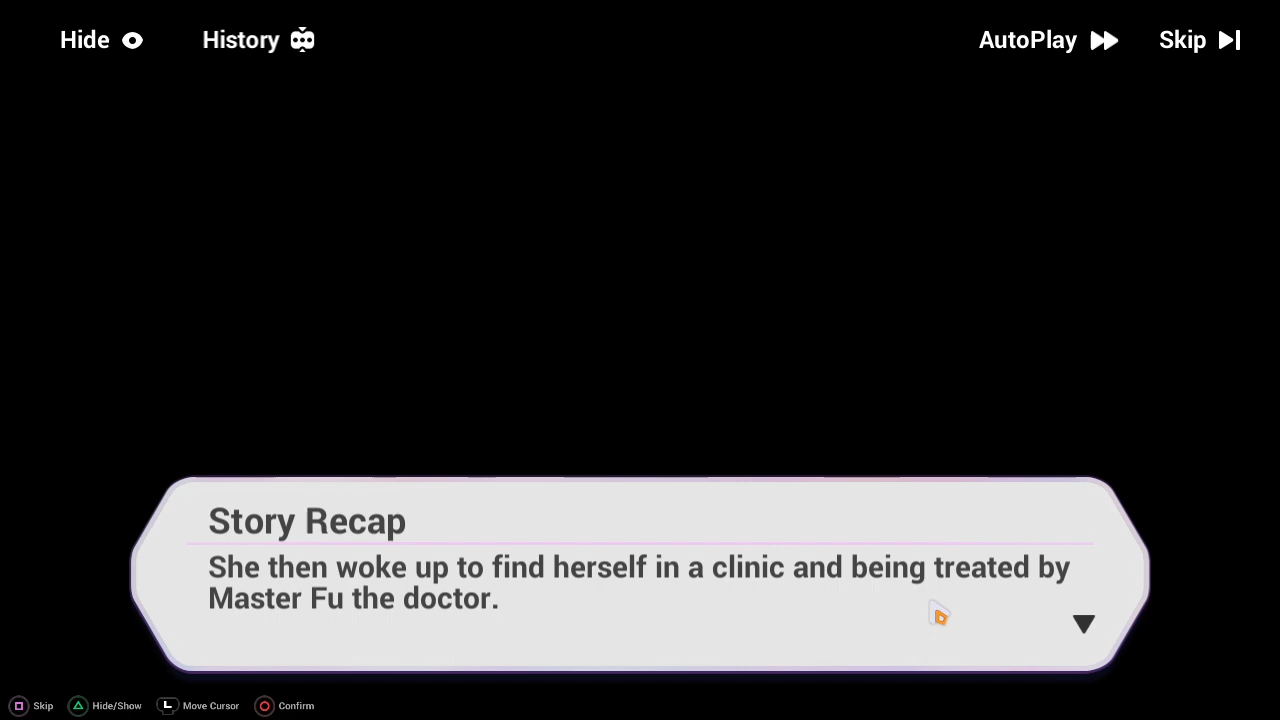 Hide
History
AutoPlay
Skip
Story Recap
She then woke up to find herself in a clinic and being treated by
Master Fu the doctor.
Skip
Hide/Show
L
Move Cursor
Confirm